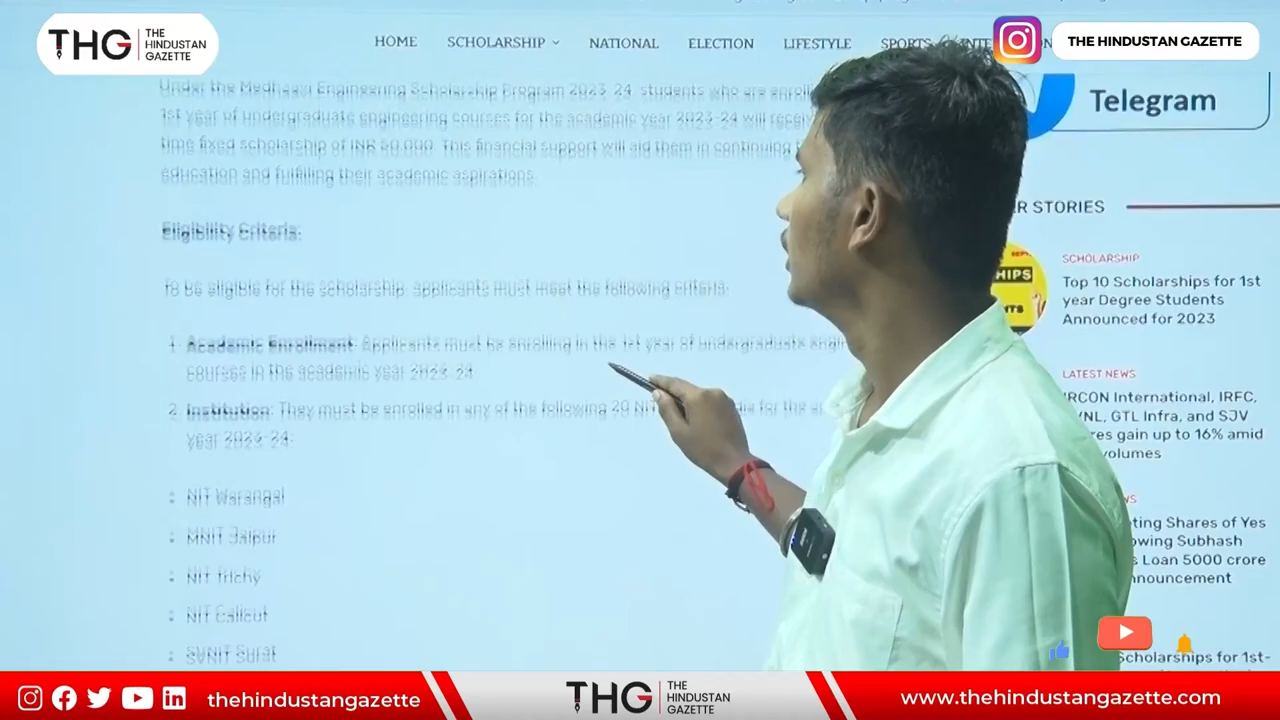 THG THE HINDUSTAN GAZETTE
HOME SCHOLARSHIP NATIONAL ELECTION LIFESTYLE SPORTS
THE HINDUSTAN GAZETTE
Telegram
Under the Medhaavi Engineering Scholarship Program 2023-24, students who are
1st year of undergraduate engineering courses for the academic year 2023-24 will
time fixed scholarship of INR 50,000. This financial support will aid them in continuing
education and fulfilling their academic aspirations.
Eligibility Criteria:
To be eligible for the scholarship, applicants must meet the following criteria:
1. Academic Enrollment: Applicants must be enrolling in the 1st year of undergraduate
courses in the academic year 2023-24.
2. Institution: They must be enrolled in any of the following 20 for the
year 2023-24:
NIT Warangal
MNIT Jaipur
NIT Trichy
NIT Calicut
SVNIT Surat
STORIES
SCHOLARSHIP
Top 10 Scholarships for 1st
year Degree Students
Announced for 2023
LATEST NEWS
IRCON International, IRFC,
GTL Infra, and SJV
gain up to 16% amid
volumes
Shares of Yes
Subhash
Loan 5000 crore
Scholarships for 1st-
thehindustangazette
THG THE HINDUSTAN GAZETTE
www.thehindustangazette.com